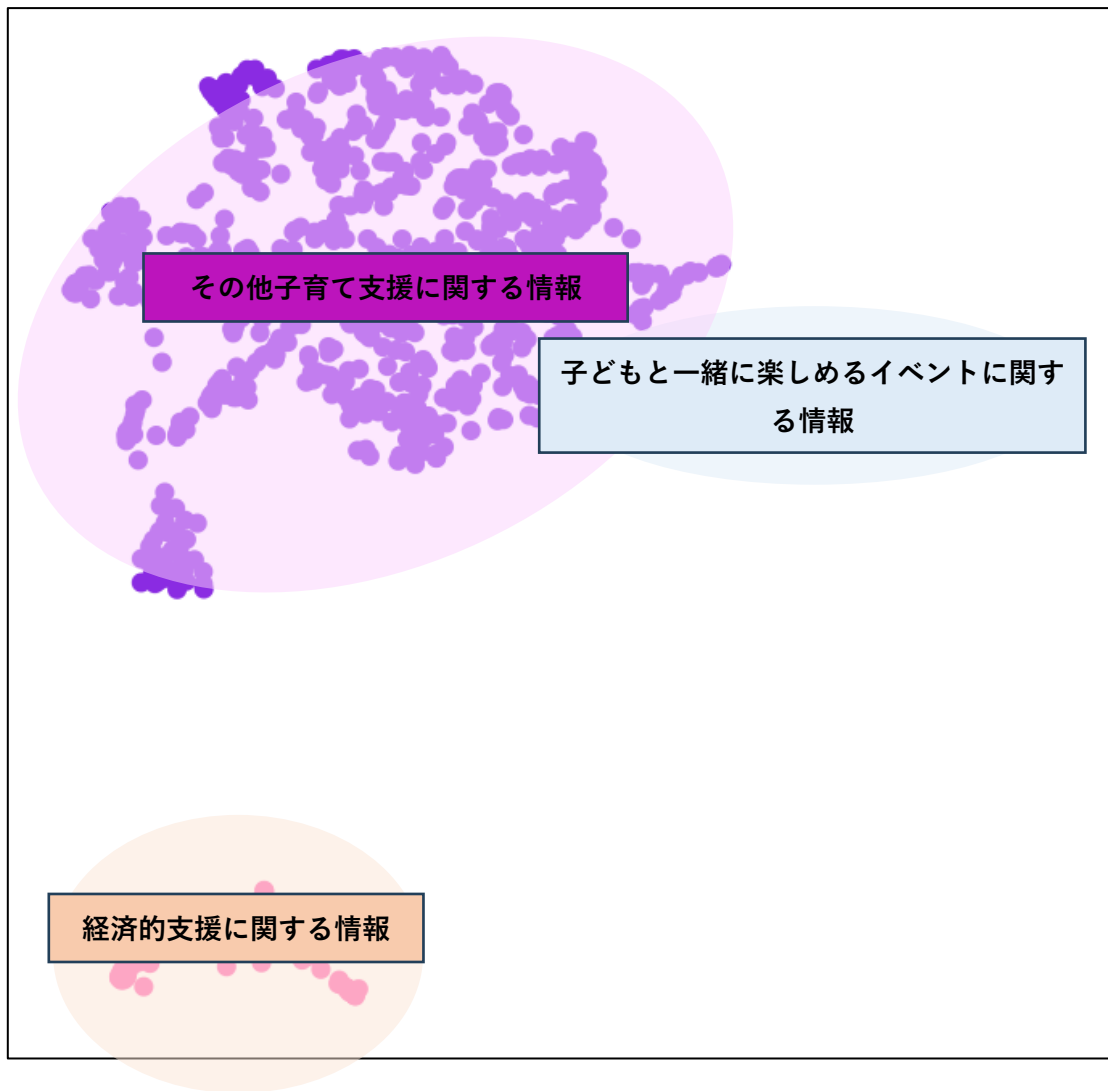 その他子育て支援に関する情報
子どもと一緒に楽しめるイベントに関す
る情報
経済的支援に関する情報